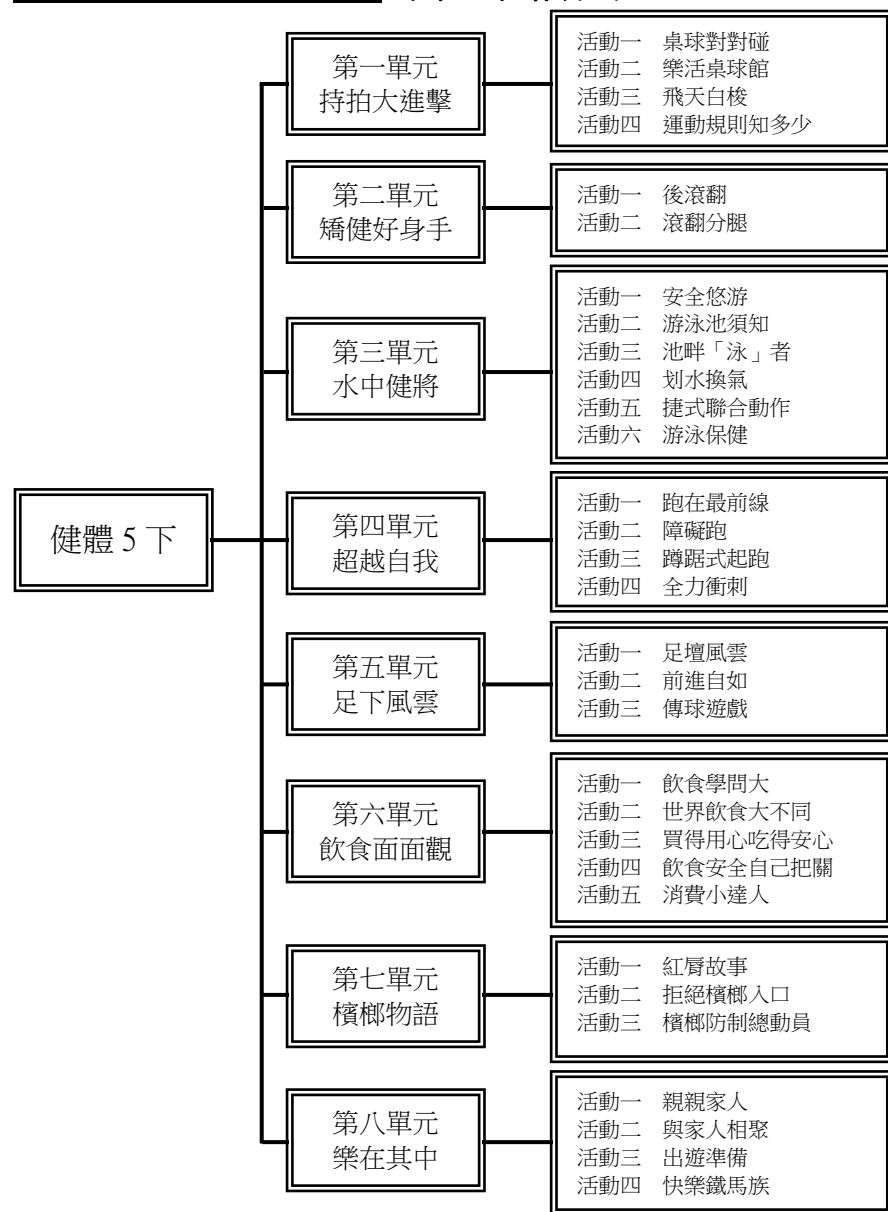 健體 5 下
第一單元
持拍大進擊
活動一　桌球對對碰
活動二　樂活桌球館
活動三　飛天白梭
活動四　運動規則知多少
第二單元
矯健好身手
活動一　後滾翻
活動二　滾翻分腿
第三單元
水中健將
活動一　安全悠游
活動二　游泳池須知
活動三　池畔「泳」者
活動四　划水換氣
活動五　捷式聯合動作
活動六　游泳保健
第四單元
超越自我
活動一　跑在最前線
活動二　障礙跑
活動三　蹲踞式起跑
活動四　全力衝刺
第五單元
足下風雲
活動一　足壇風雲
活動二　前進自如
活動三　傳球遊戲
第六單元
飲食面面觀
活動一　飲食學問大
活動二　世界飲食大不同
活動三　買得用心吃得安心
活動四　飲食安全自己把關
活動五　消費小達人
第七單元
檳榔物語
活動一　紅脣故事
活動二　拒絕檳榔入口
活動三　檳榔防制總動員
第八單元
樂在其中
活動一　親親家人
活動二　與家人相聚
活動三　出遊準備
活動四　快樂鐵馬族